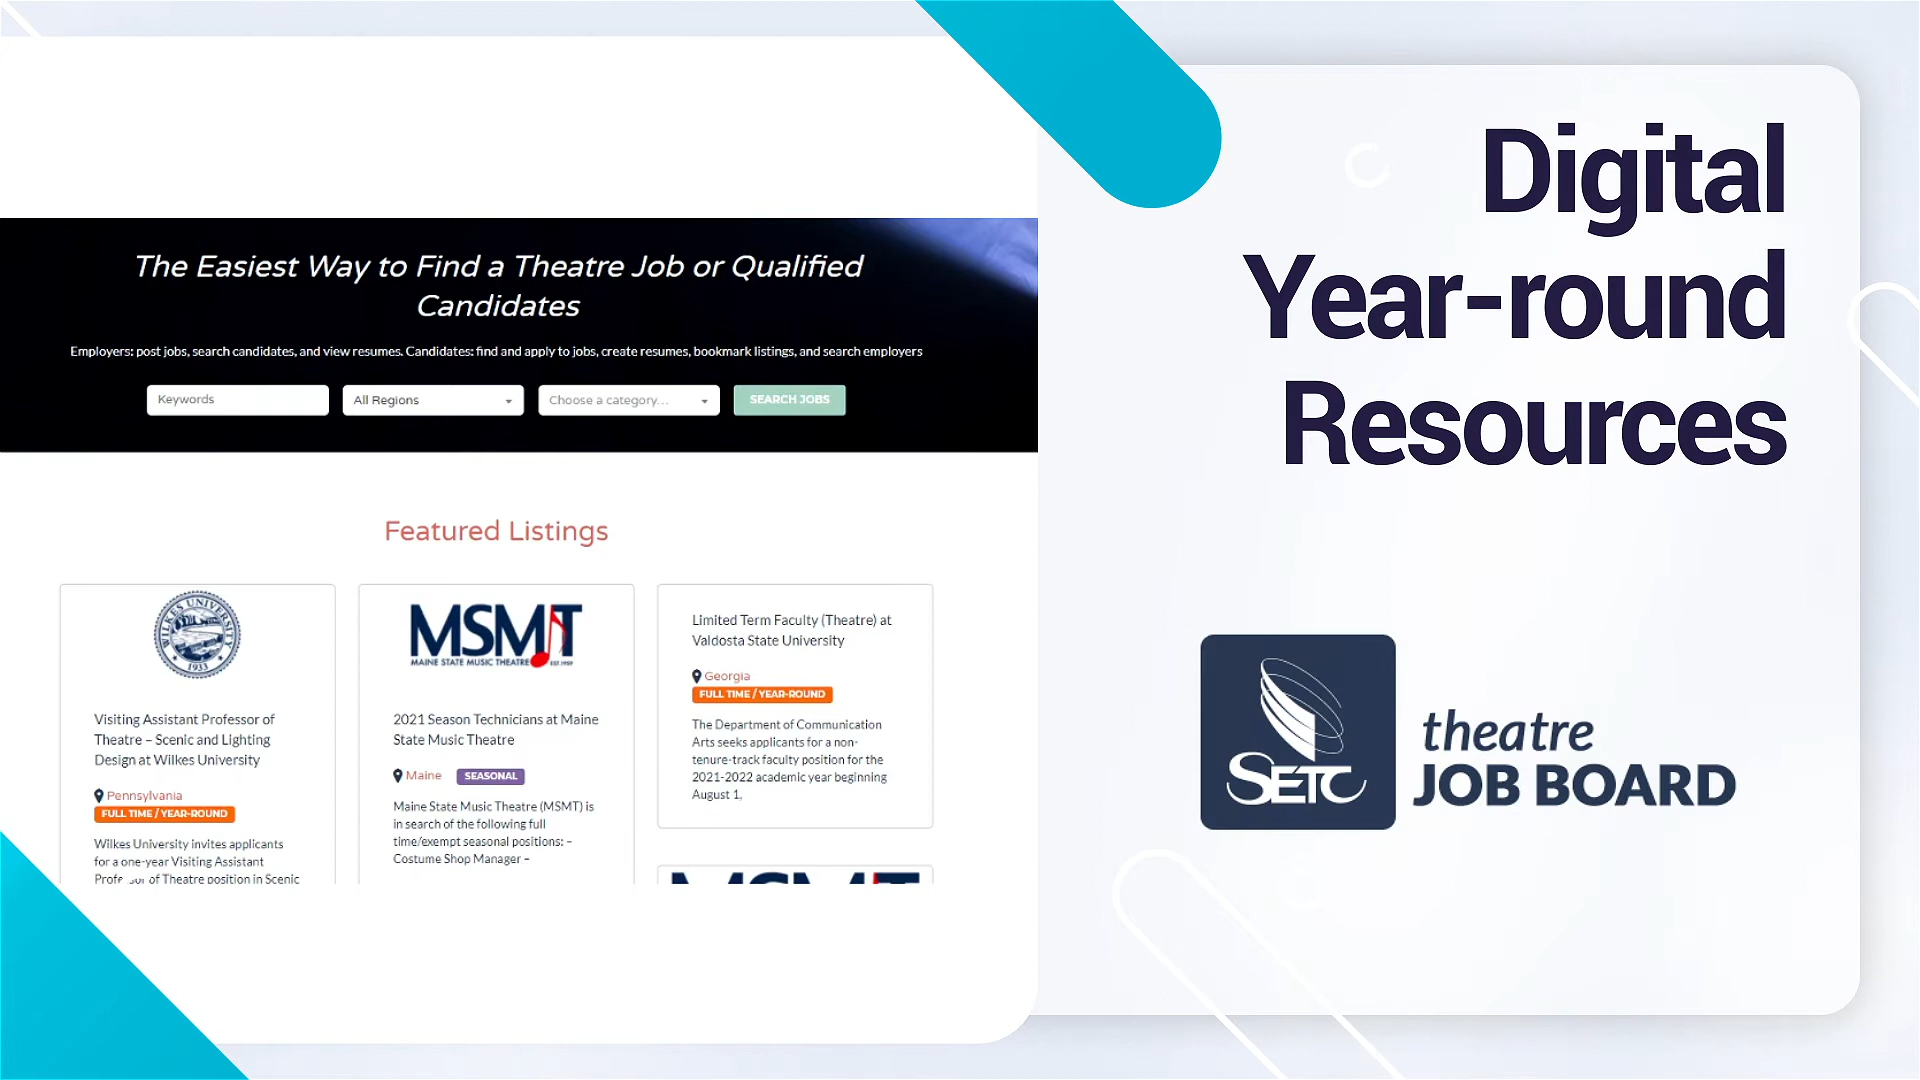 The Easiest Way to Find a Theatre Job or Qualified
Candidates
Employers: post jobs, search candidates, and view resumes. Candidates: find and apply to jobs, create resumes, bookmark listings, and search employers
Keywords
All Regions
Choose a category...
SEARCH JOBS
Featured Listings
WILKES UNIVERSITY
1933
Visiting Assistant Professor of
Theatre – Scenic and Lighting
Design at Wilkes University
Pennsylvania
FULL TIME / YEAR-ROUND
Wilkes University invites applicants
for a one-year Visiting Assistant
of Theatre position in Scenic
MSMT
MAINE STATE MUSIC THEATRE EST. 1959
2021 Season Technicians at Maine
State Music Theatre
Maine SEASONAL
Maine State Music Theatre (MSMT) is
in search of the following full
time/exempt seasonal positions: –
Costume Shop Manager –
Limited Term Faculty (Theatre) at
Valdosta State University
Georgia
FULL TIME / YEAR-ROUND
The Department of Communication
Arts seeks applicants for a non-
tenure-track faculty position for the
2021-2022 academic year beginning
August 1,
Digital
Year-round
Resources
SETC
theatre
JOB BOARD